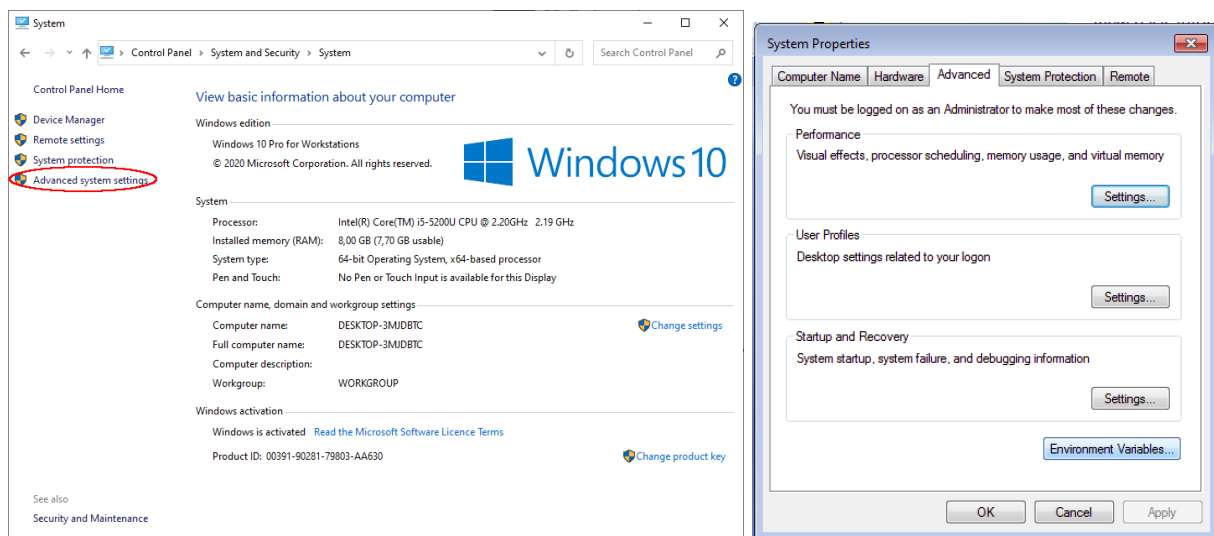 System
Control Panel > System and Security > System
Search Control Panel
Control Panel Home
Device Manager
Remote settings
System protection
Advanced system settings
View basic information about your computer
Windows edition
Windows 10 Pro for Workstations
© 2020 Microsoft Corporation. All rights reserved.
Windows 10
System
Processor: Intel(R) Core(TM) i5-5200U CPU @ 2.20GHz 2.19 GHz
Installed memory (RAM): 8,00 GB (7,70 GB usable)
System type: 64-bit Operating System, x64-based processor
Pen and Touch: No Pen or Touch Input is available for this Display
Computer name, domain and workgroup settings
Computer name: DESKTOP-3MJDBTC
Change settings
Full computer name: DESKTOP-3MJDBTC
Computer description:
Workgroup: WORKGROUP
Windows activation
Windows is activated Read the Microsoft Software Licence Terms
Product ID: 00391-90281-79803-AA630
Change product key
See also
Security and Maintenance
System Properties
Computer Name
Hardware
Advanced
System Protection
Remote
You must be logged on as an Administrator to make most of these changes.
Performance
Visual effects, processor scheduling, memory usage, and virtual memory
Settings...
User Profiles
Desktop settings related to your logon
Settings...
Startup and Recovery
System startup, system failure, and debugging information
Settings...
Environment Variables...
OK
Cancel
Apply